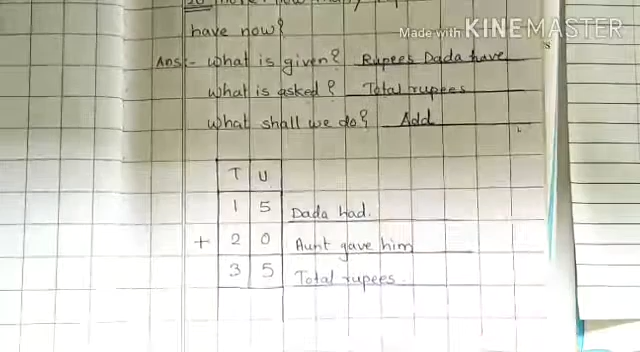 have now?
Made with KINEMASTER
Ans:- What is given? Rupees Dada have
What is asked? Total rupees
What shall we do? Add
T U
1 5 Dada had.
+ 2 0 Aunt gave him
3 5 Total rupees.